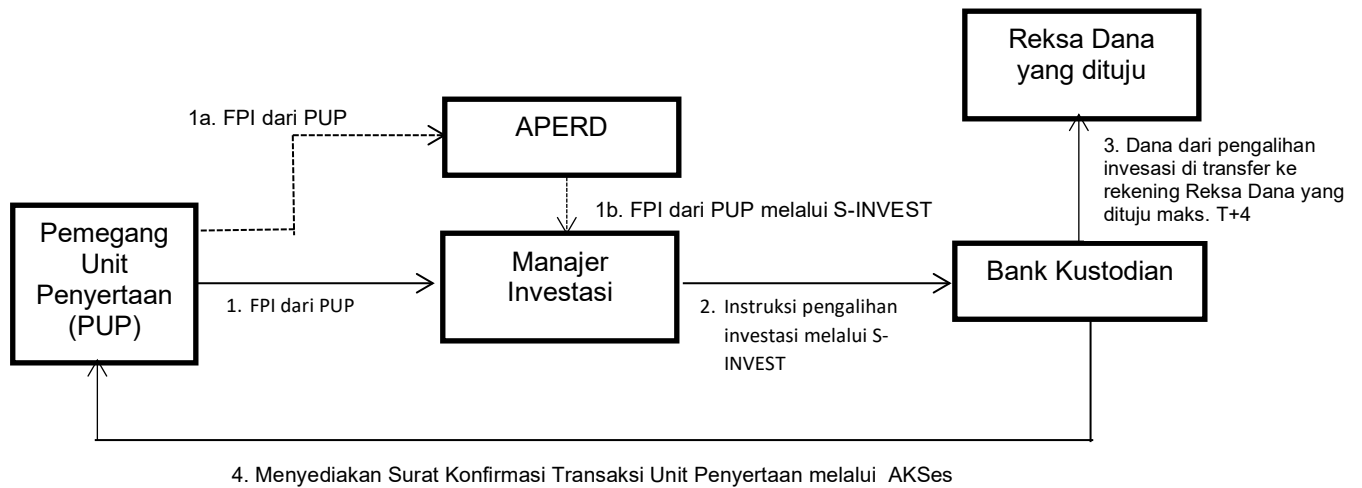 Reksa Dana
yang dituju
1a. FPI dari PUP
APERD
3. Dana dari pengalihan
invesasi di transfer ke
rekening Reksa Dana yang
dituju maks. T+4
1b. FPI dari PUP melalui S-INVEST
Pemegang
Unit
Penyertaan
(PUP)
Manajer
Investasi
Bank Kustodian
1. FPI dari PUP
2. Instruksi pengalihan
investasi melalui S-
INVEST
4. Menyediakan Surat Konfirmasi Transaksi Unit Penyertaan melalui AKSes